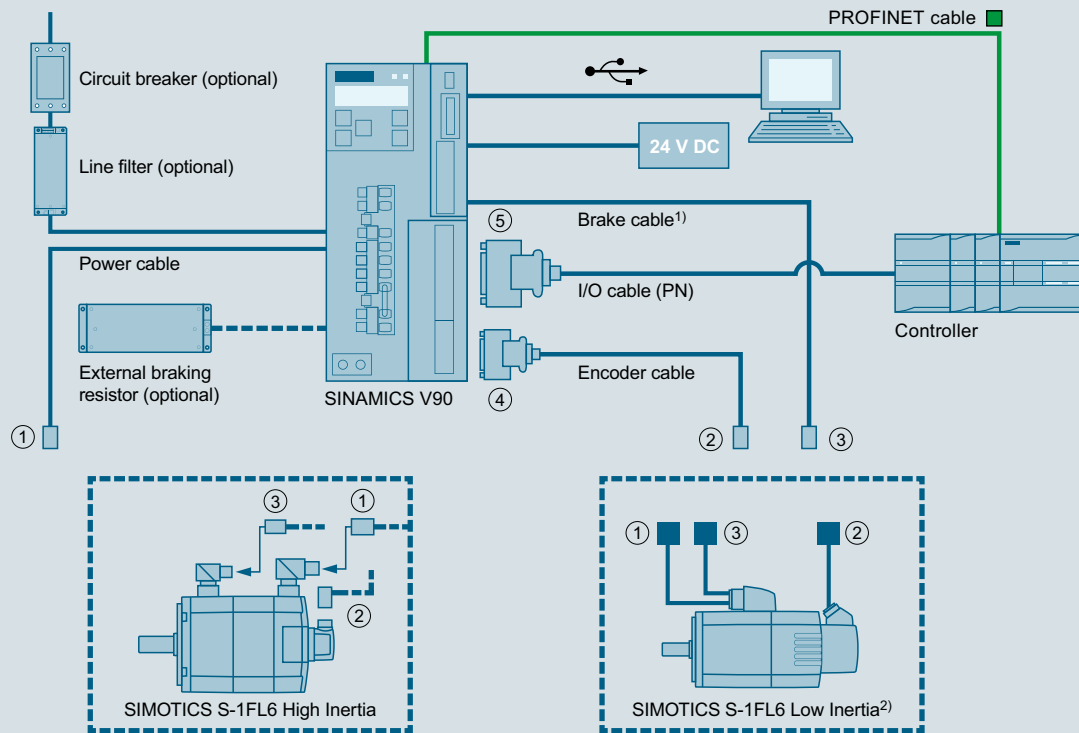 PROFINET cable
Circuit breaker (optional)
Line filter (optional)
24 V DC
⑤
Brake cable1)
Power cable
I/O cable (PN)
Controller
External braking
resistor (optional)
Encoder cable
SINAMICS V90
④
①
②
③
③
①
②
SIMOTICS S-1FL6 High Inertia
①
③
②
SIMOTICS S-1FL6 Low Inertia2)